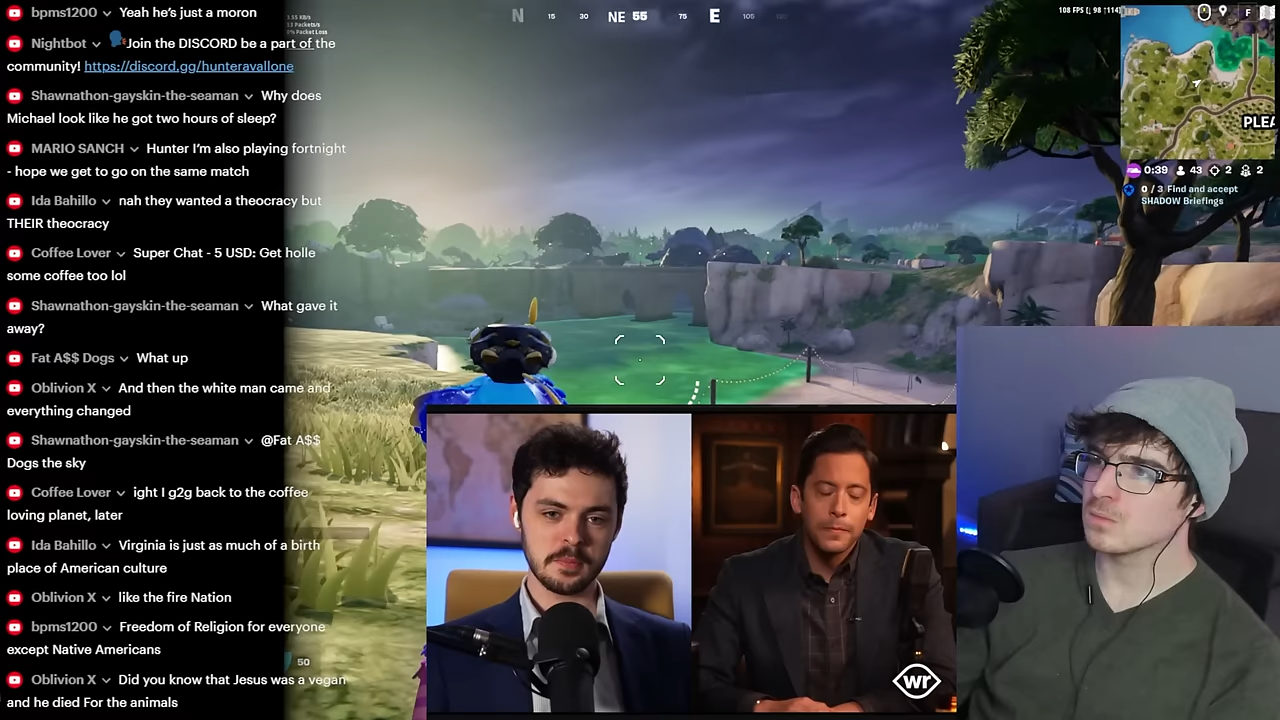 bpms1200 Yeah he's just a moron
Nightbot 🗣Join the DISCORD be a part of the
community! https://discord.gg/hunteravallone
Shawnathon-gayskin-the-seaman Why does
Michael look like he got two hours of sleep?
MARIO SANCH Hunter I'm also playing fortnight
- hope we get to go on the same match
Ida Bahillo nah they wanted a theocracy but
THEIR theocracy
Coffee Lover Super Chat - 5 USD: Get holle
some coffee too lol
Shawnathon-gayskin-the-seaman What gave it
away?
Fat A$$ Dogs What up
Oblivion X And then the white man came and
everything changed
Shawnathon-gayskin-the-seaman @Fat A$$
Dogs the sky
Coffee Lover ight I g2g back to the coffee
loving planet, later
Ida Bahillo Virginia is just as much of a birth
place of American culture
Oblivion X like the fire Nation
bpms1200 Freedom of Religion for everyone
except Native Americans
Oblivion X Did you know that Jesus was a vegan
and he died For the animals
N 15 30 NE 55 75 E 105
108 FPS
F
PLEA
0:39 43 2 2
0 / 3 Find and accept
SHADOW Briefings
50
wr